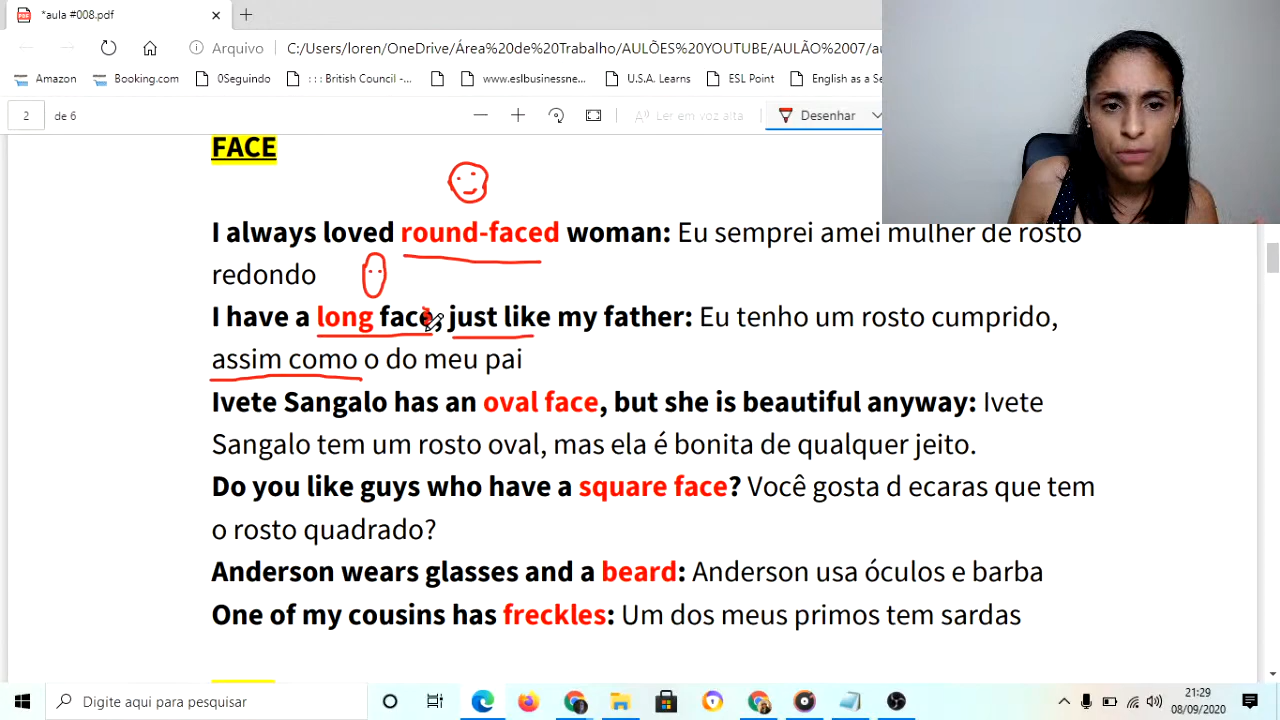 *aula #008.pdf
Arquivo C:/Users/loren/OneDrive/Área%20de%20Trabalho/AULÕES%20YOUTUBE/AULÃO%2007/au
Amazon Booking.com 0Seguindo : : : British Council -... www.eslbusinessne... U.S.A. Learns ESL Point English as a Se
2 de 6 Ler em voz alta Desenhar
FACE
I always loved round-faced woman: Eu semprei amei mulher de rosto
redondo
I have a long face, just like my father: Eu tenho um rosto cumprido,
assim como o do meu pai
Ivete Sangalo has an oval face, but she is beautiful anyway: Ivete
Sangalo tem um rosto oval, mas ela é bonita de qualquer jeito.
Do you like guys who have a square face? Você gosta d ecaras que tem
o rosto quadrado?
Anderson wears glasses and a beard: Anderson usa óculos e barba
One of my cousins has freckles: Um dos meus primos tem sardas
Digite aqui para pesquisar
21:29
08/09/2020